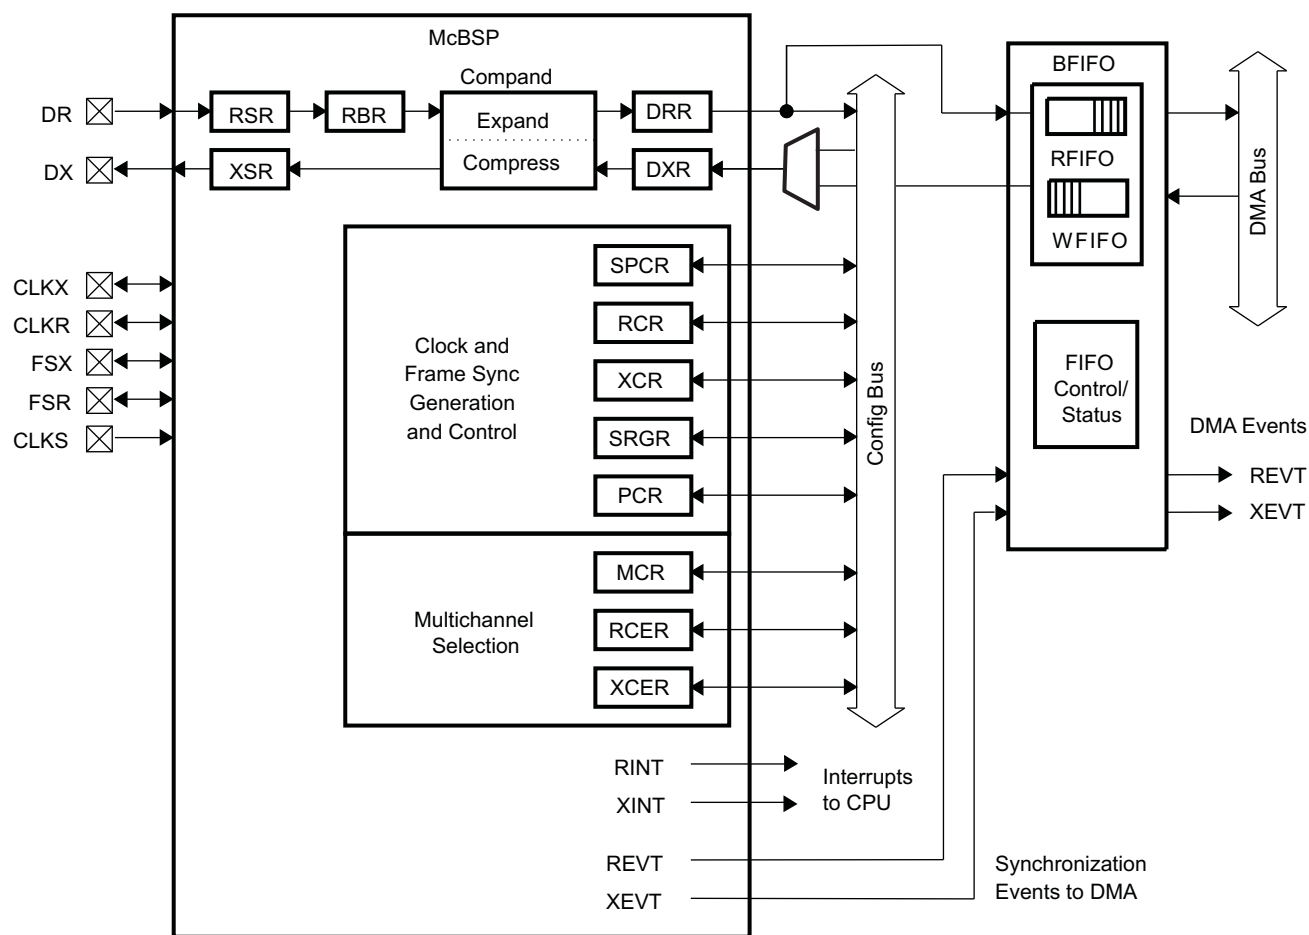 McBSP
Compand
DR
RSR
RBR
Expand
DRR
DX
XSR
Compress
DXR
BFIFO
RFIFO
WFIFO
DMA Bus
CLKX
CLKR
FSX
FSR
CLKS
Clock and
Frame Sync
Generation
and Control
SPCR
RCR
XCR
SRGR
PCR
Config Bus
FIFO
Control/
Status
DMA Events
REVT
XEVT
Multichannel
Selection
MCR
RCER
XCER
RINT
XINT
Interrupts
to CPU
REVT
XEVT
Synchronization
Events to DMA